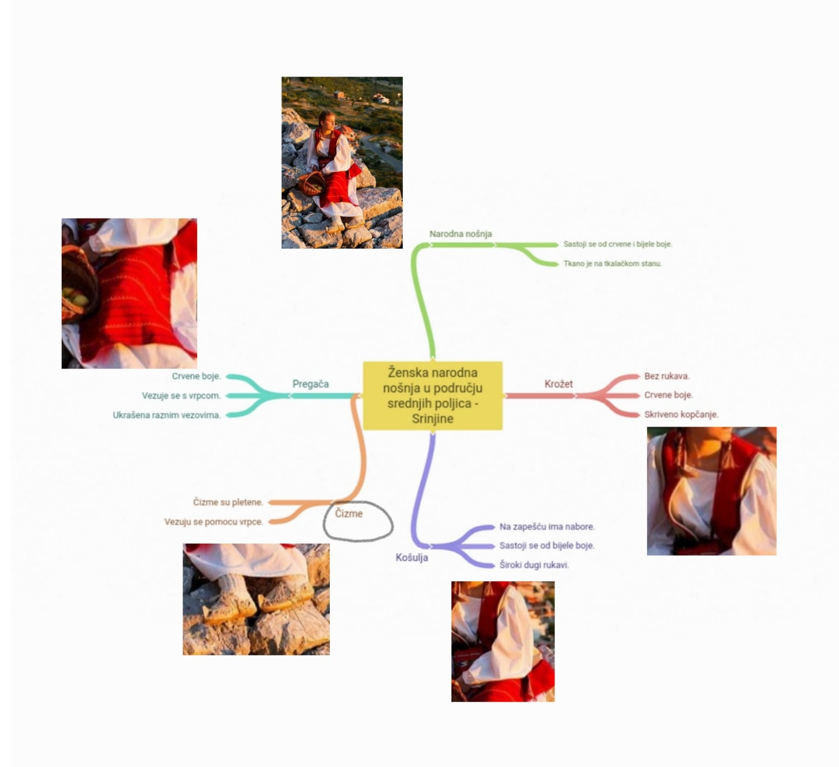 Narodna nošnja
Sastoji se od crvene i bijele boje.
Tkano je na tkalačkom stanu.
Ženska narodna
nošnja u području
srednjih poljica -
Srinjine
Pregača
Crvene boje.
Vezuje se s vrpcom.
Ukrašena raznim vezovima.
Krožet
Bez rukava.
Crvene boje.
Skriveno kopčanje.
Čizme
Čizme su pletene.
Vezuju se pomocu vrpce.
Košulja
Na zapešću ima nabore.
Sastoji se od bijele boje.
Široki dugi rukavi.